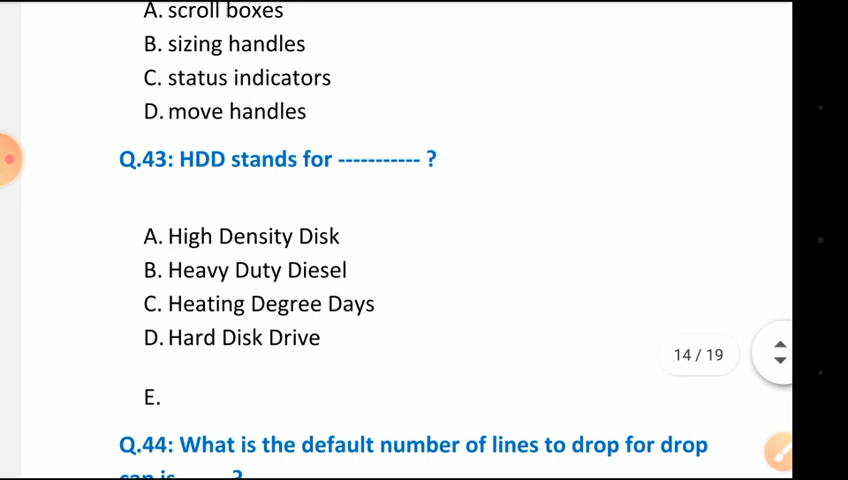 A. scroll boxes
B. sizing handles
C. status indicators
D. move handles
Q.43: HDD stands for ----------- ?
A. High Density Disk
B. Heavy Duty Diesel
C. Heating Degree Days
D. Hard Disk Drive
14 / 19
E.
Q.44: What is the default number of lines to drop for drop
cap is ?